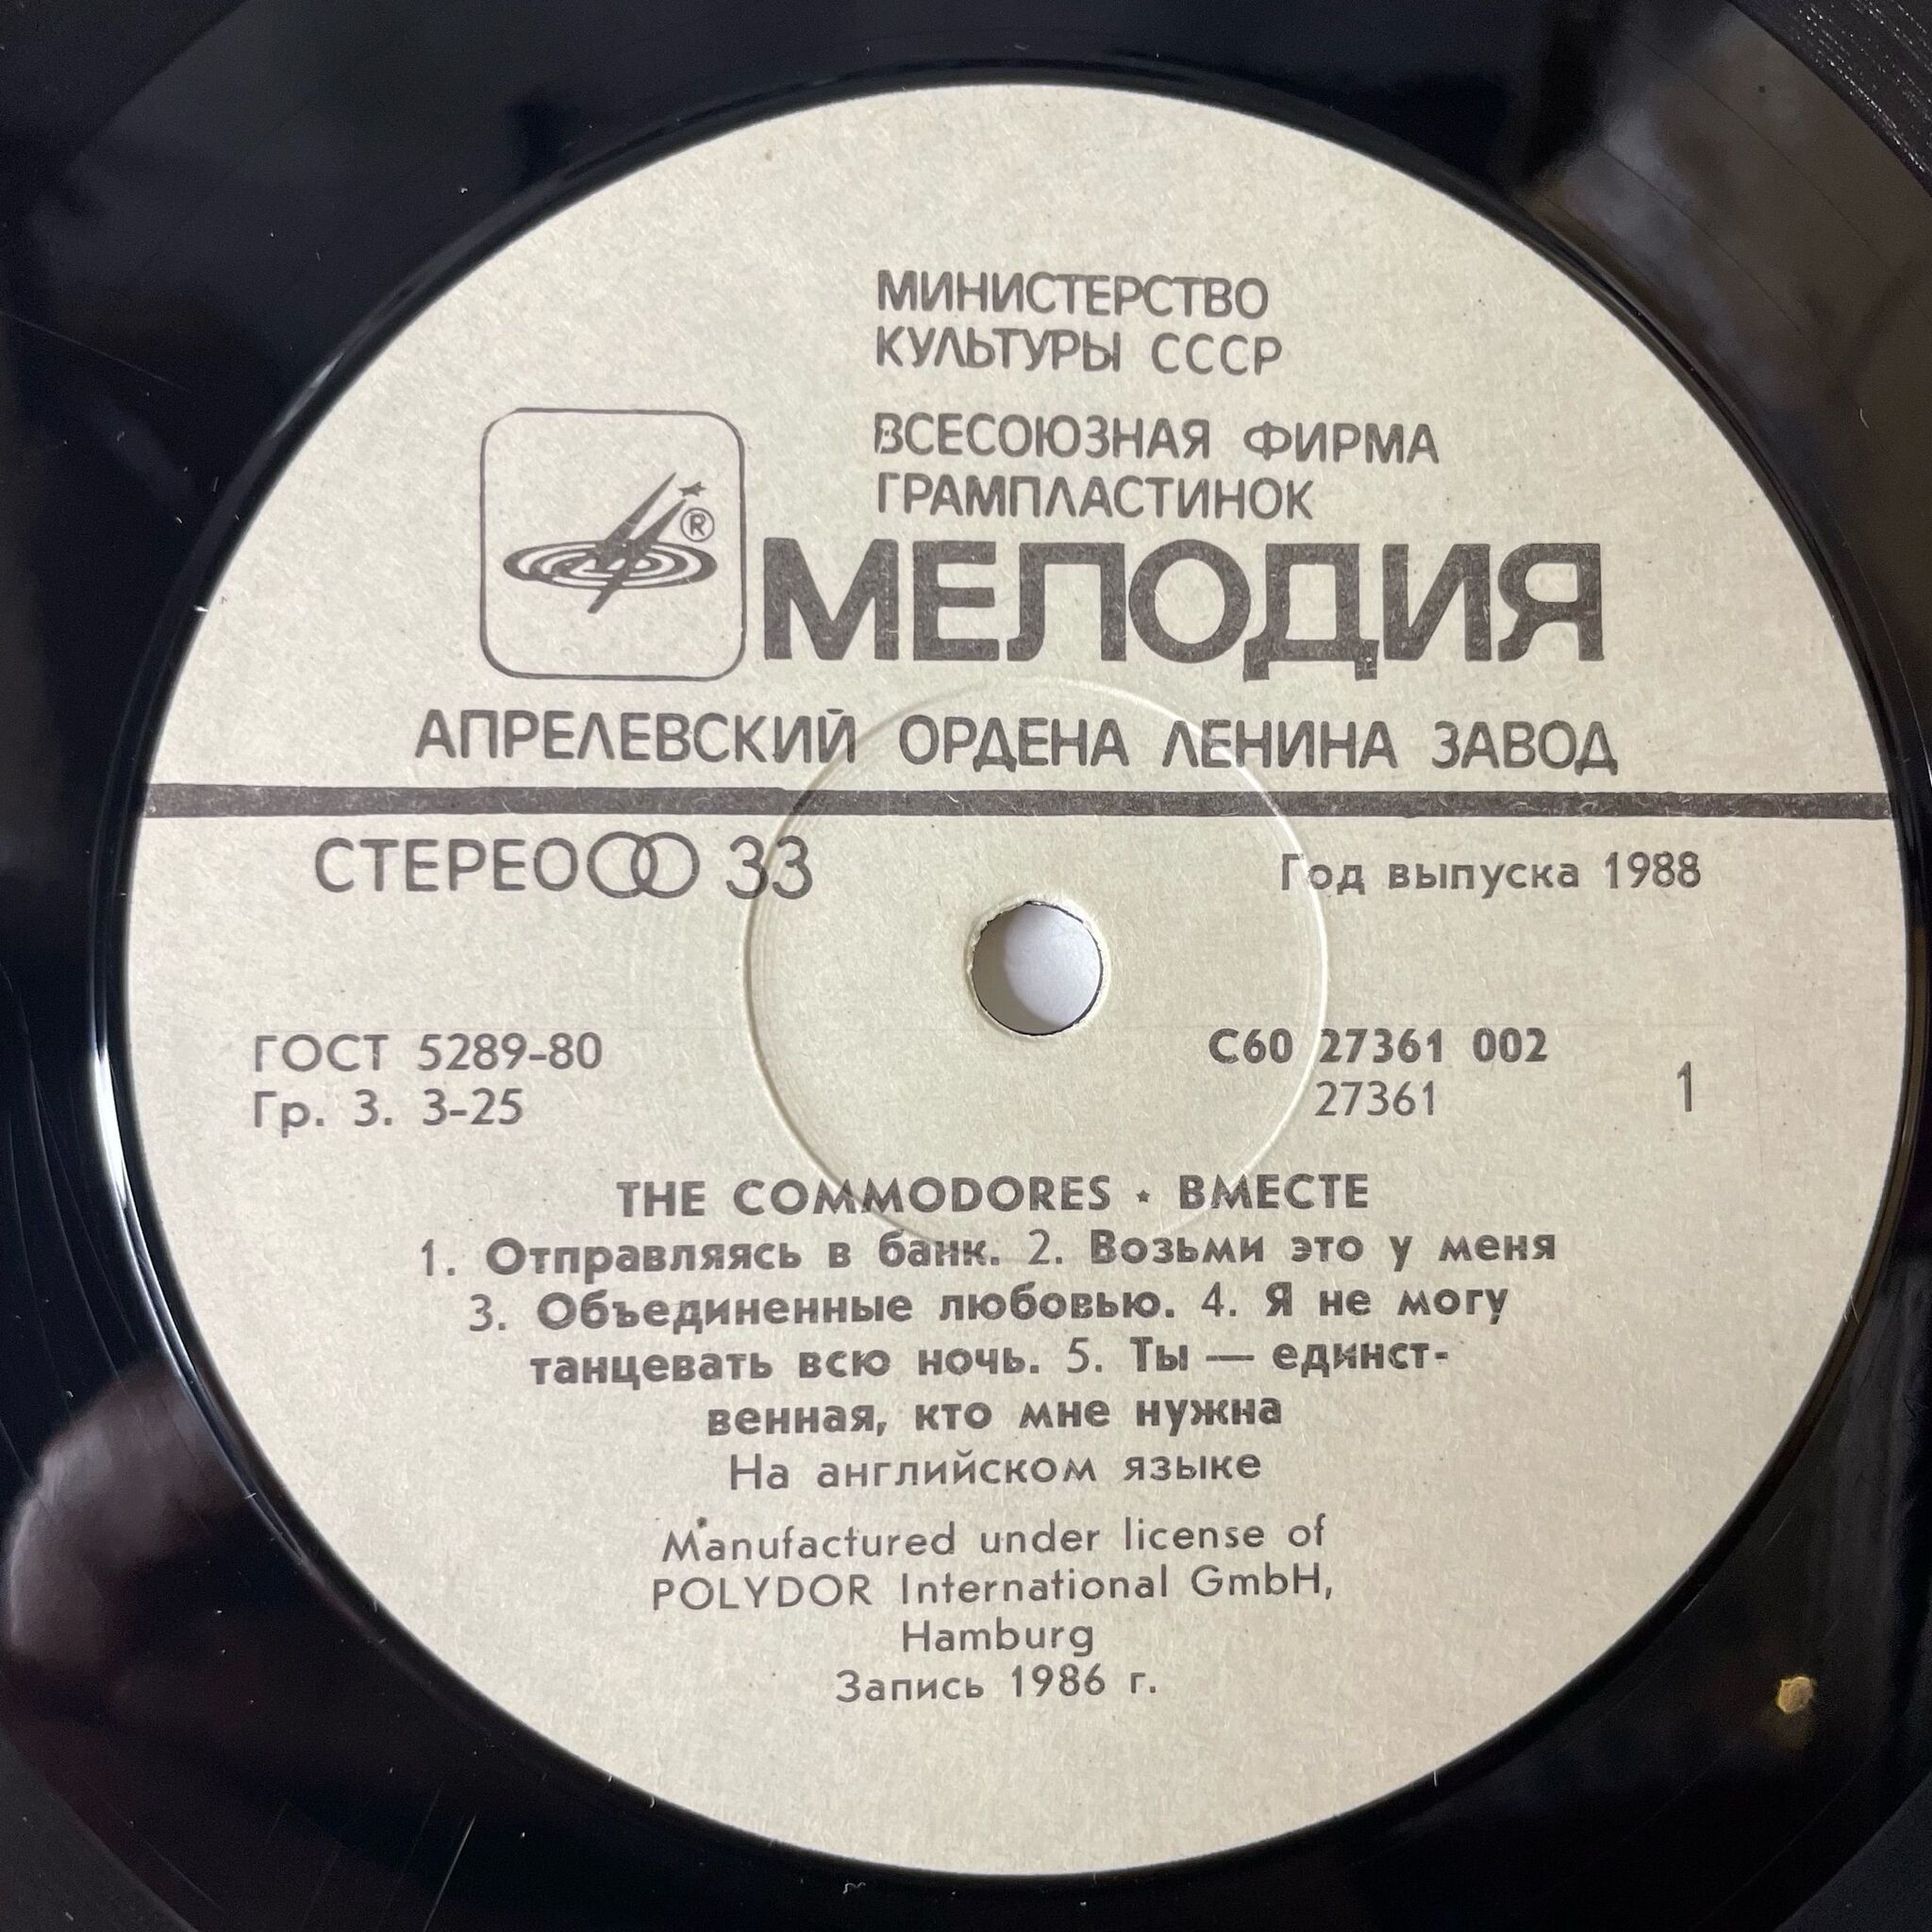 МИНИСТЕРСТВО
КУЛЬТУРЫ СССР
ВСЕСОЮЗНАЯ ФИРМА
ГРАМПЛАСТИНОК
®
МЕЛОДИЯ
АПРЕЛЕВСКИЙ ОРДЕНА ЛЕНИНА ЗАВОД
СТЕРЕО 33
Год выпуска 1988
ГОСТ 5289-80
Гр. 3. 3-25
С60 27361 002
27361
1
THE COMMODORES · ВМЕСТЕ
1. Отправляясь в банк. 2. Возьми это у меня
3. Объединенные любовью. 4. Я не могу
танцевать всю ночь. 5. Ты — единст-
венная, кто мне нужна
На английском языке
Manufactured under license of
POLYDOR International GmbH,
Hamburg
Запись 1986 г.